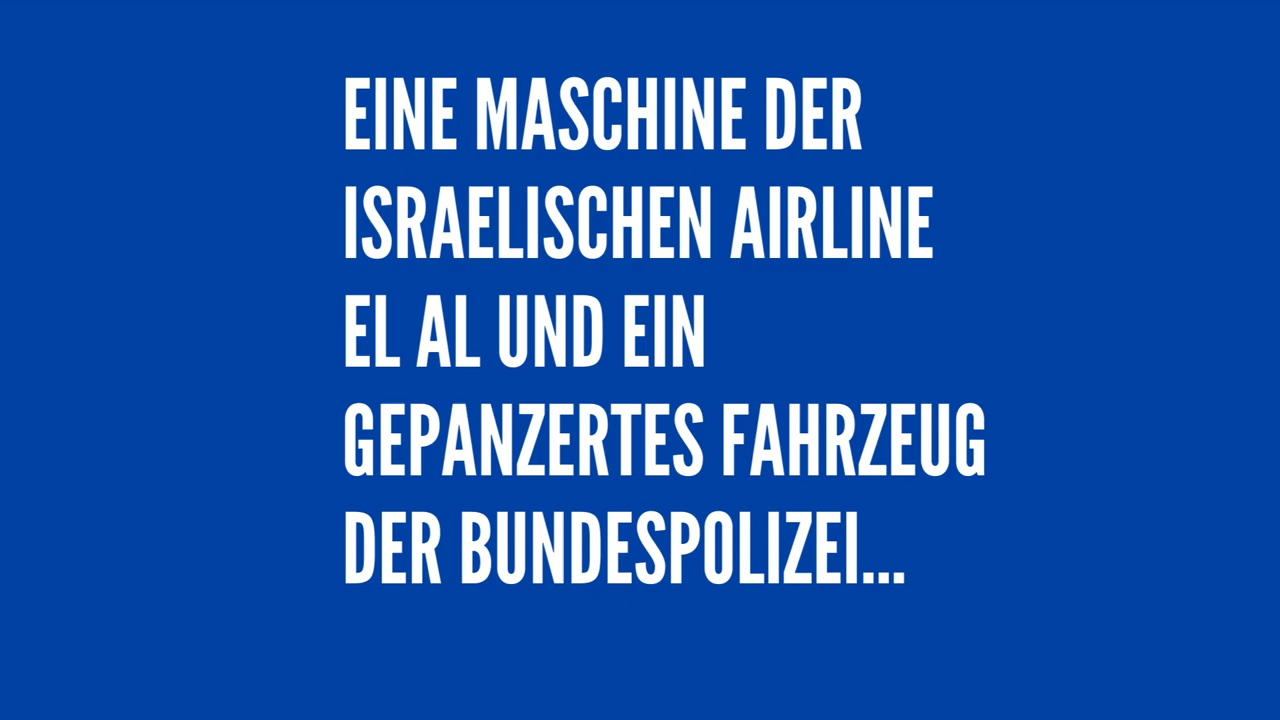 EINE MASCHINE DER
ISRAELISCHEN AIRLINE
EL AL UND EIN
GEPANZERTES FAHRZEUG
DER BUNDESPOLIZEI...